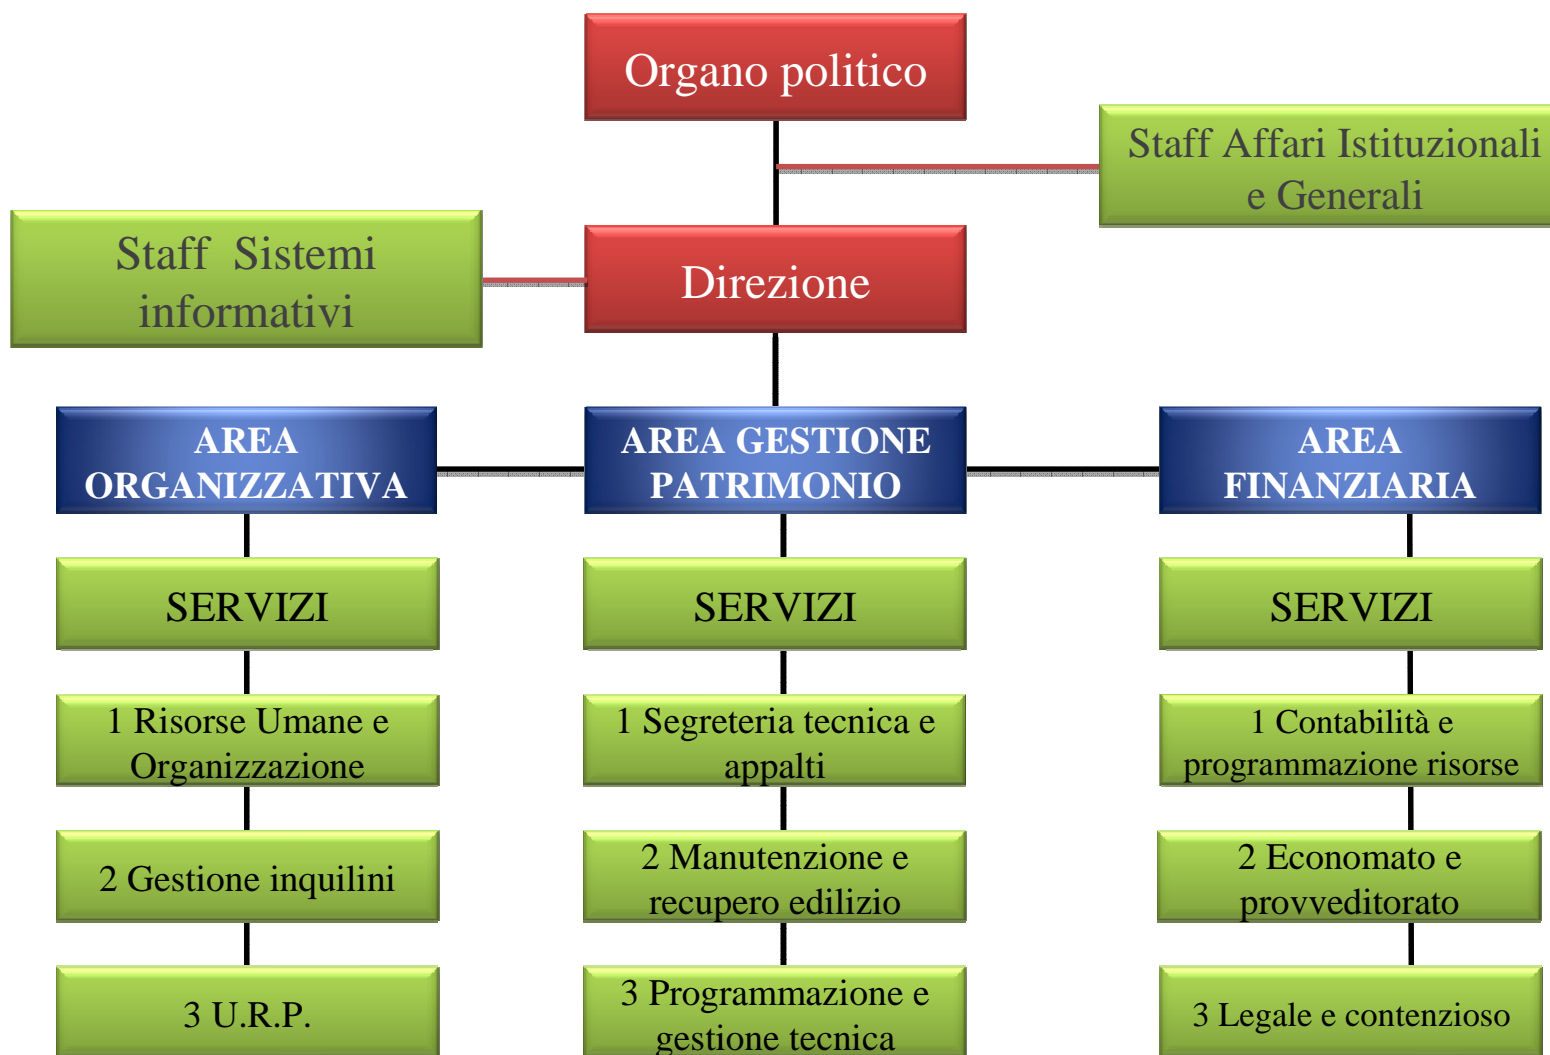 Organo politico
Staff Affari Istituzionali
e Generali
Staff Sistemi
informativi
Direzione
AREA
ORGANIZZATIVA
AREA GESTIONE
PATRIMONIO
AREA
FINANZIARIA
SERVIZI
SERVIZI
SERVIZI
1 Risorse Umane e
Organizzazione
1 Segreteria tecnica e
appalti
1 Contabilità e
programmazione risorse
2 Gestione inquilini
2 Manutenzione e
recupero edilizio
2 Economato e
provveditorato
3 U.R.P.
3 Programmazione e
gestione tecnica
3 Legale e contenzioso